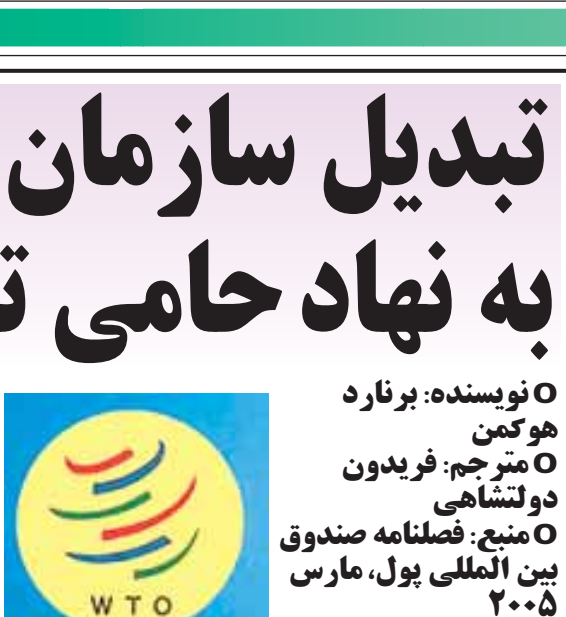 تبدیل سازمان
به نهاد حامی
O نویسنده: برنارد
هوکمن
O مترجم: فریدون
دولتشاهی
O منبع: فصلنامه صندوق
بین المللی پول، مارس
۲۰۰۵
WTO